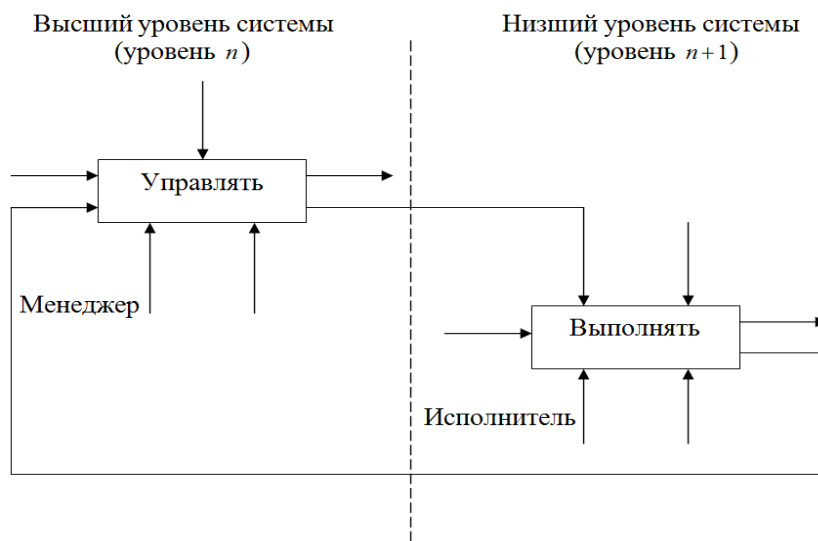 Высший уровень системы
(уровень n)
Низший уровень системы
(уровень n+1)
Управлять
Менеджер
Выполнять
Исполнитель